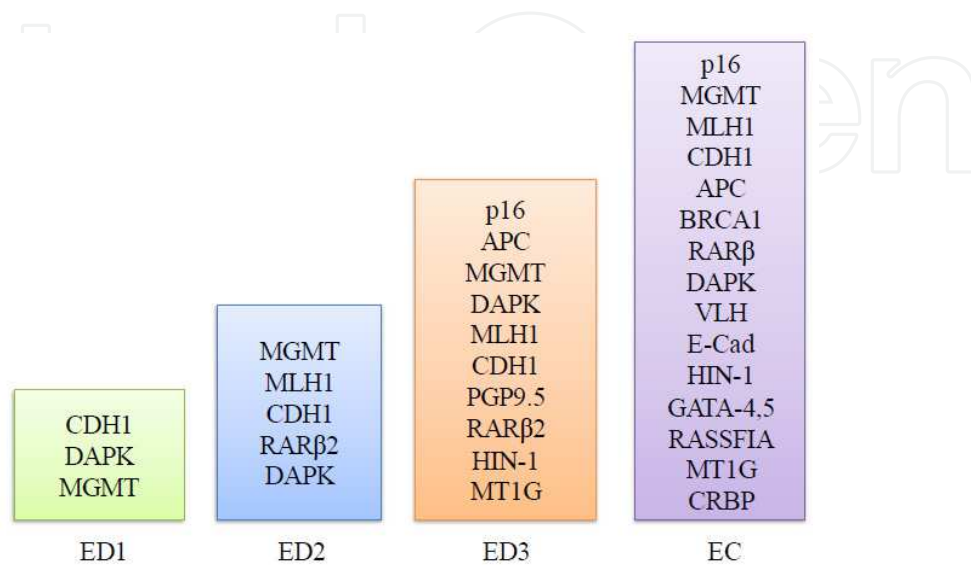 CDH1
DAPK
MGMT
ED1
MGMT
MLH1
CDH1
RARβ2
DAPK
ED2
p16
APC
MGMT
DAPK
MLH1
CDH1
PGP9.5
RARβ2
HIN-1
MT1G
ED3
p16
MGMT
MLH1
CDH1
APC
BRCA1
RARβ
DAPK
VLH
E-Cad
HIN-1
GATA-4,5
RASSFIA
MT1G
CRBP
EC